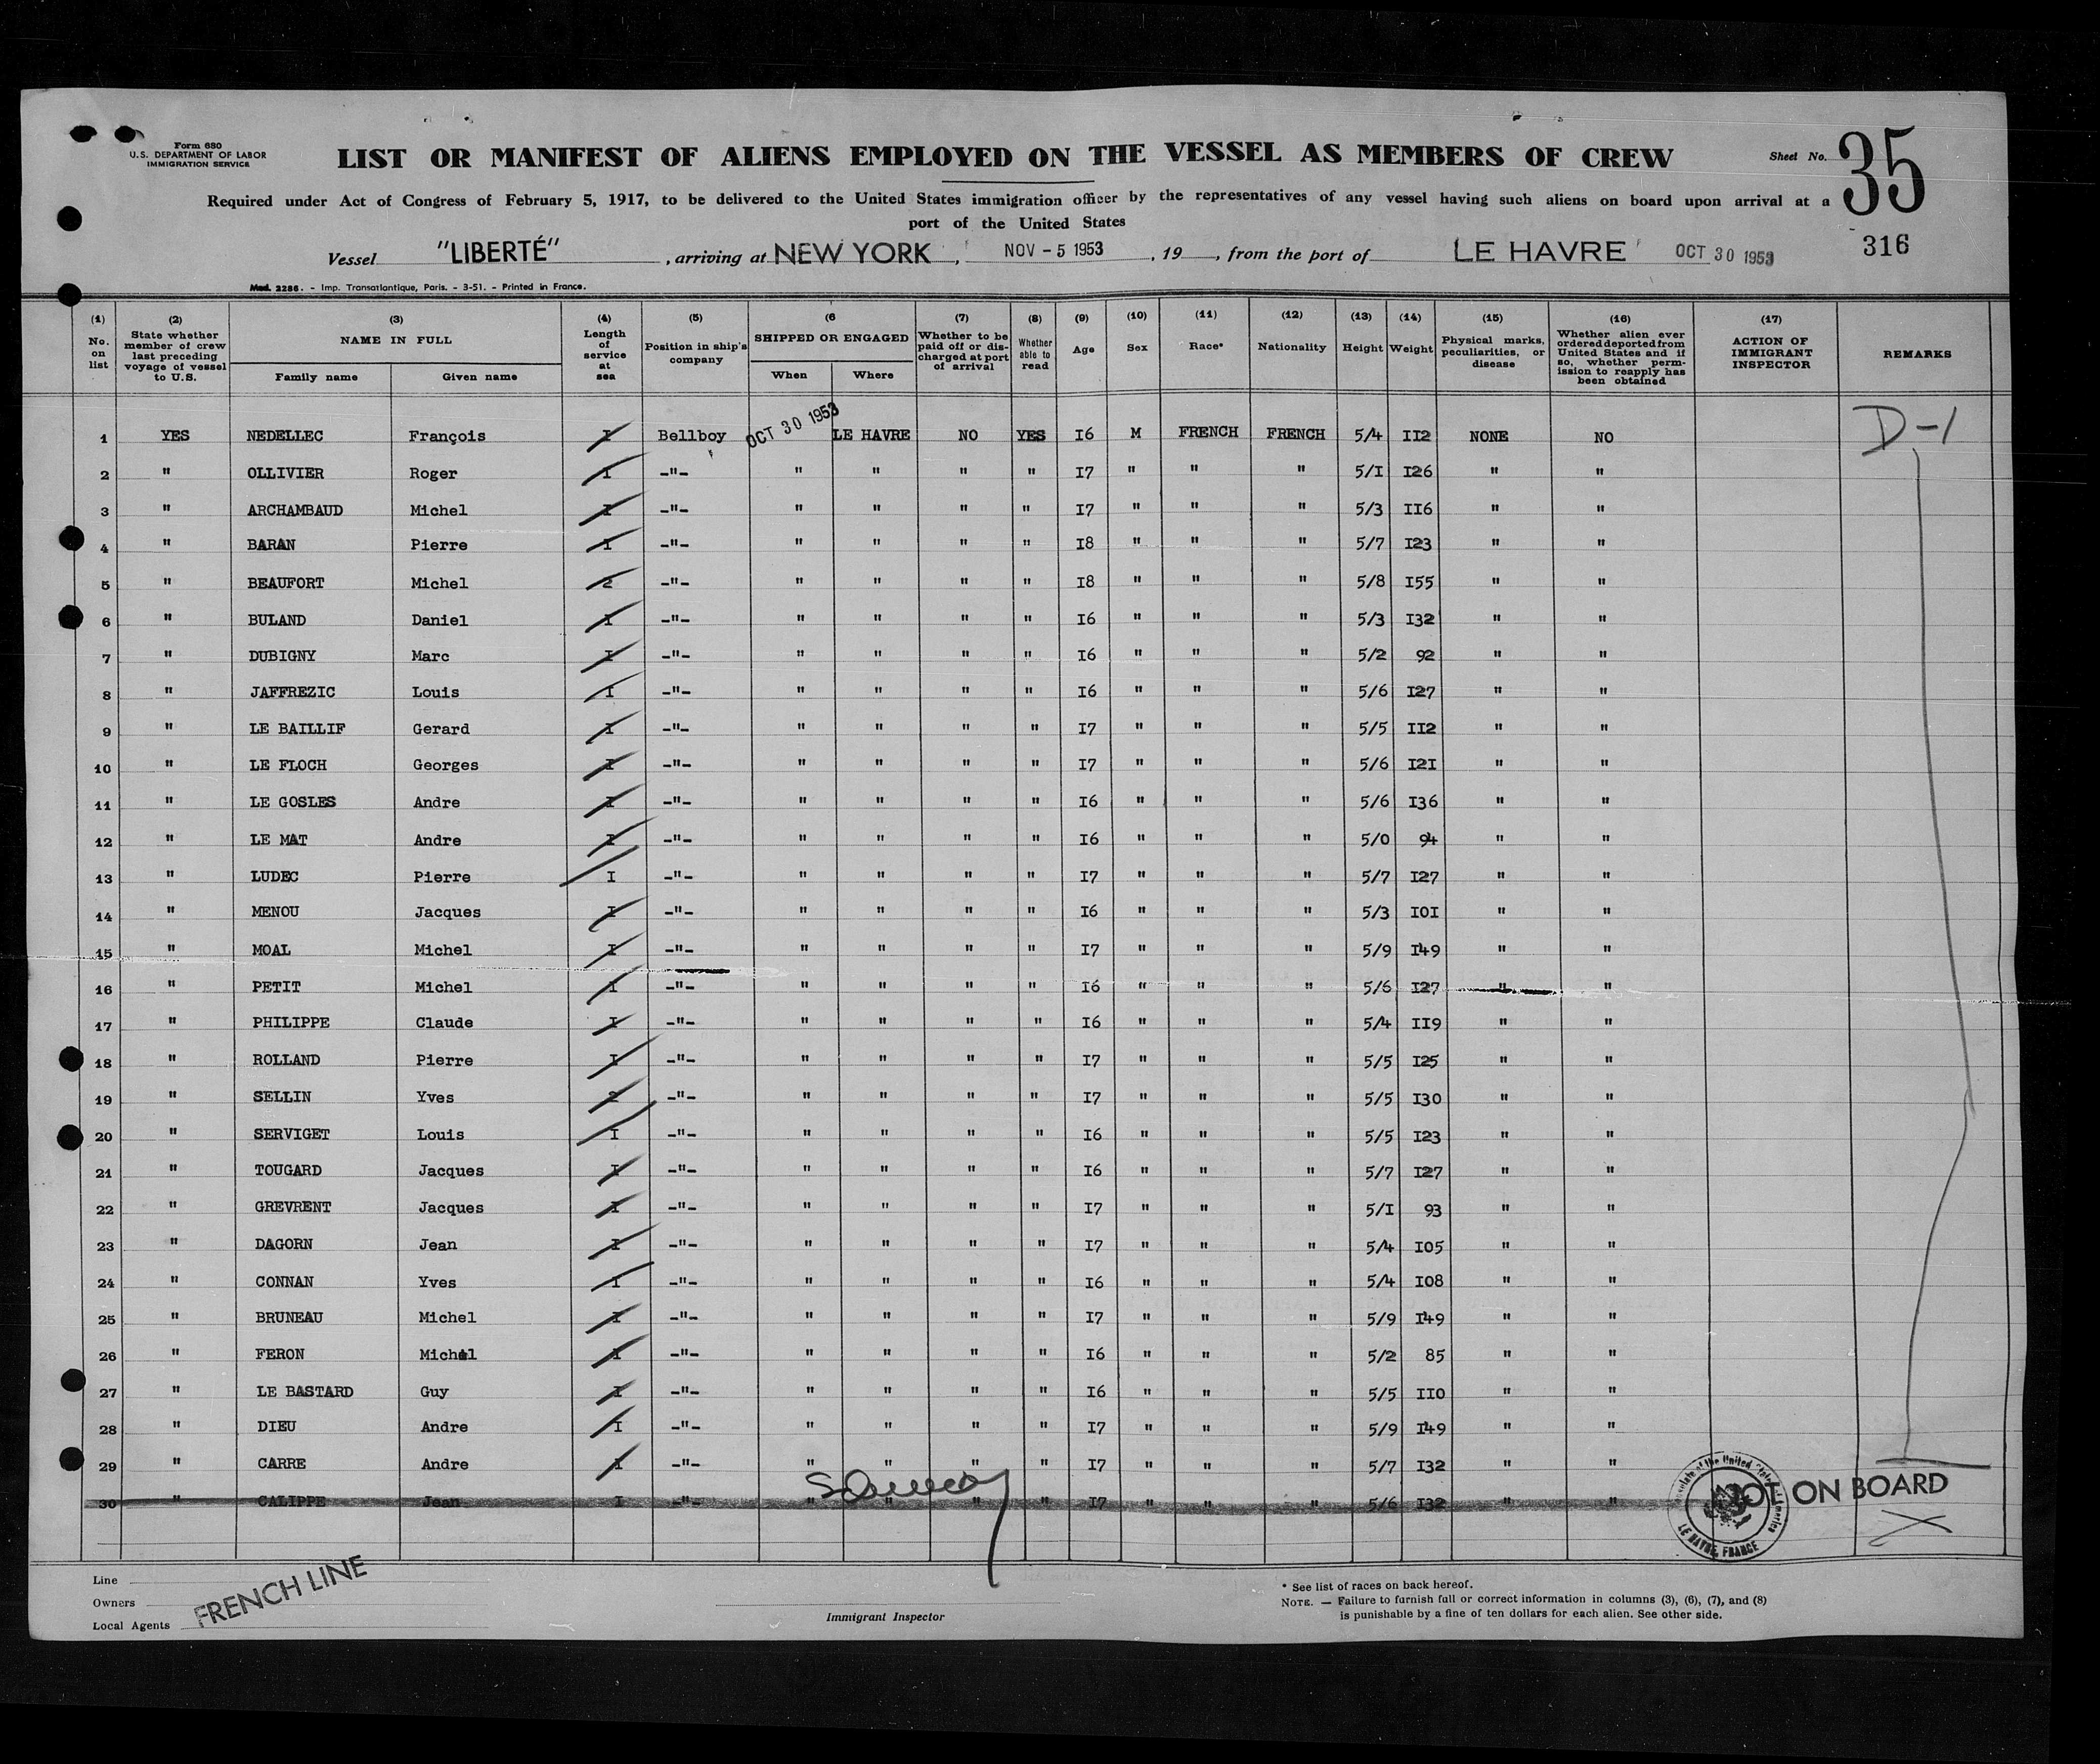 Form 680
U.S. DEPARTMENT OF LABOR
IMMIGRATION SERVICE
LIST OR MANIFEST OF ALIENS EMPLOYED ON THE VESSEL AS MEMBERS OF CREW
Sheet No. 35
Required under Act of Congress of February 5, 1917, to be delivered to the United States immigration officer by the representatives of any vessel having such aliens on board upon arrival at a
port of the United States
316
Vessel "LIBERTÉ" , arriving at NEW YORK , NOV - 5 1953 , 19 , from the port of LE HAVRE OCT 30 1953
Mod. 2286. - Imp. Transatlantique, Paris. - 3-51. - Printed in France.
(1) No. on list
(2) State whether member of crew last preceding voyage of vessel to U.S.
(3) NAME IN FULL Family name Given name
(4) Length of service at sea
(5) Position in ship's company
(6 SHIPPED OR ENGAGED When Where
(7) Whether to be paid off or discharged at port of arrival
(8) Whether able to read
(9) Age
(10) Sex
(11) Race*
(12) Nationality
(13) Height
(14) Weight
(15) Physical marks, peculiarities, or disease
(16) Whether alien ever ordered deported from United States and if so, whether permission to reapply has been obtained
(17) ACTION OF IMMIGRANT INSPECTOR
REMARKS
1 YES NEDELLEC François I Bellboy OCT 30 1953 LE HAVRE NO YES I6 M FRENCH FRENCH 5/4 II2 NONE NO D-1
2 " OLLIVIER Roger I -"- " " " " I7 " " " 5/I I26 " "
3 " ARCHAMBAUD Michel I -"- " " " " I7 " " " 5/3 II6 " "
4 " BARAN Pierre I -"- " " " " I8 " " " 5/7 I23 " "
5 " BEAUFORT Michel 2 -"- " " " " I8 " " " 5/8 I55 " "
6 " BULAND Daniel I -"- " " " " I6 " " " 5/3 I32 " "
7 " DUBIGNY Marc I -"- " " " " I6 " " " 5/2 92 " "
8 " JAFFREZIC Louis I -"- " " " " I6 " " " 5/6 I27 " "
9 " LE BAILLIF Gerard I -"- " " " " I7 " " " 5/5 II2 " "
10 " LE FLOCH Georges I -"- " " " " I7 " " " 5/6 I2I " "
11 " LE GOSLES Andre I -"- " " " " I6 " " " 5/6 I36 " "
12 " LE MAT Andre I -"- " " " " I6 " " " 5/0 94 " "
13 " LUDEC Pierre I -"- " " " " I7 " " " 5/7 I27 " "
14 " MENOU Jacques I -"- " " " " I6 " " " 5/3 I0I " "
15 " MOAL Michel I -"- " " " " I7 " " " 5/9 I49 " "
16 " PETIT Michel I -"- " " " " I6 " " " 5/6 I27 " "
17 " PHILIPPE Claude I -"- " " " " I6 " " " 5/4 II9 " "
18 " ROLLAND Pierre I -"- " " " " I7 " " " 5/5 I25 " "
19 " SELLIN Yves 2 -"- " " " " I7 " " " 5/5 I30 " "
20 " SERVIGET Louis I -"- " " " " I6 " " " 5/5 I23 " "
21 " TOUGARD Jacques I -"- " " " " I6 " " " 5/7 I27 " "
22 " GREVRENT Jacques I -"- " " " " I7 " " " 5/I 93 " "
23 " DAGORN Jean I -"- " " " " I7 " " " 5/4 I05 " "
24 " CONNAN Yves I -"- " " " " I6 " " " 5/4 I08 " "
25 " BRUNEAU Michel I -"- " " " " I7 " " " 5/9 I49 " "
26 " FERON Michel I -"- " " " " I6 " " " 5/2 85 " "
27 " LE BASTARD Guy I -"- " " " " I6 " " " 5/5 II0 " "
28 " DIEU Andre I -"- " " " " I7 " " " 5/9 I49 " "
29 " CARRE Andre I -"- " " " " I7 " " " 5/7 I32 " "
30 " CALIPPE Jean I -"- " " " " I7 " " " 5/6 I32 " " NOT ON BOARD
LE HAVRE, FRANCE
Line
Owners
Local Agents
FRENCH LINE
Immigrant Inspector
* See list of races on back hereof.
NOTE. — Failure to furnish full or correct information in columns (3), (6), (7), and (8)
is punishable by a fine of ten dollars for each alien. See other side.